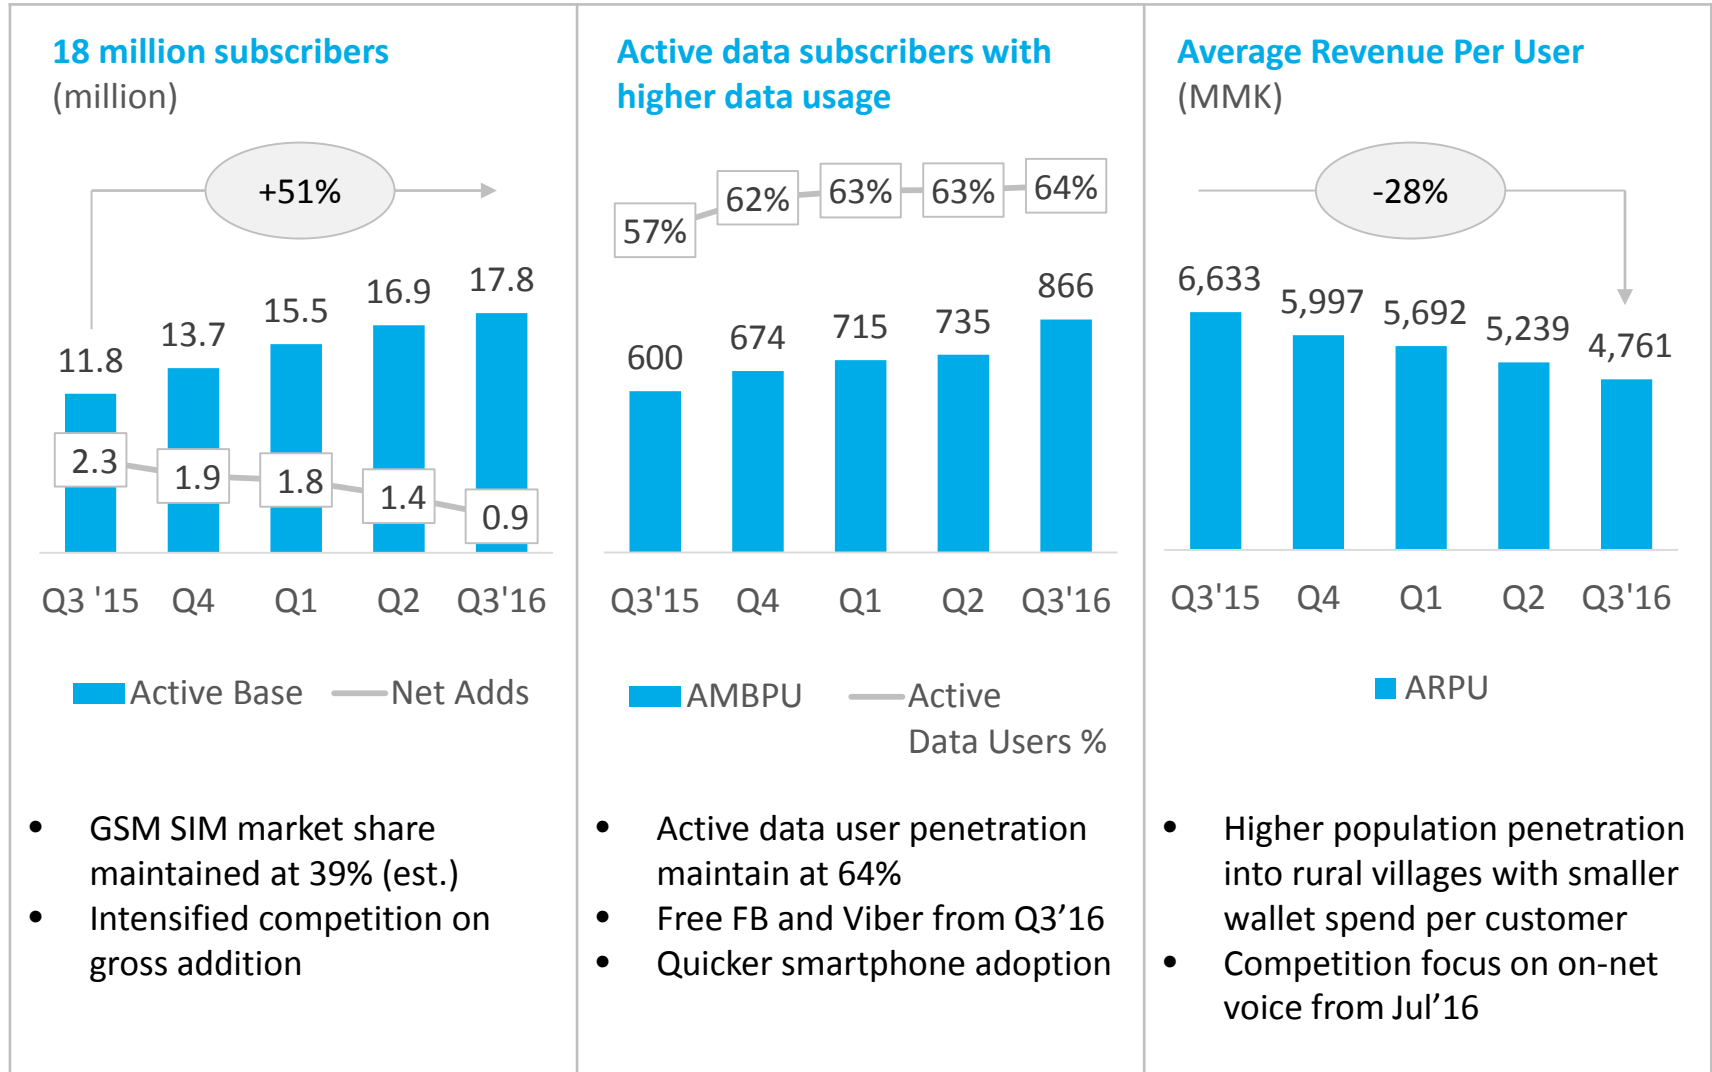 18 million subscribers
(million)
+51%
11.8
13.7
15.5
16.9
17.8
2.3
1.9
1.8
1.4
0.9
Q3 '15 Q4 Q1 Q2 Q3'16
Active Base Net Adds
• GSM SIM market share
maintained at 39% (est.)
• Intensified competition on
gross addition
Active data subscribers with
higher data usage
57%
62%
63%
63%
64%
600
674
715
735
866
Q3'15 Q4 Q1 Q2 Q3'16
AMBPU Active
Data Users %
• Active data user penetration
maintain at 64%
• Free FB and Viber from Q3’16
• Quicker smartphone adoption
Average Revenue Per User
(MMK)
-28%
6,633
5,997
5,692
5,239
4,761
Q3'15 Q4 Q1 Q2 Q3'16
ARPU
• Higher population penetration
into rural villages with smaller
wallet spend per customer
• Competition focus on on-net
voice from Jul’16